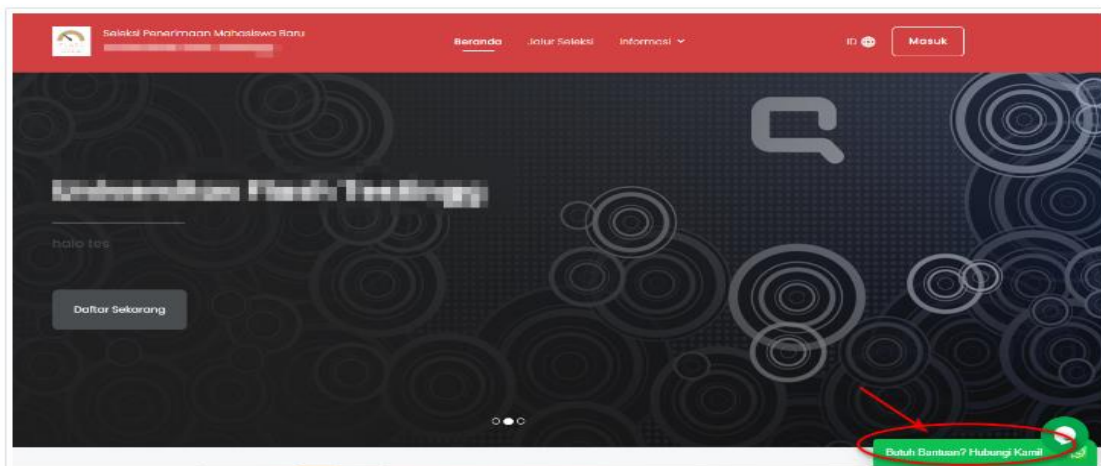 Seleksi Penerimaan Mahasiswa Baru
Beranda Jalur Seleksi Informasi
ID
Masuk
halo tes
Daftar Sekarang
Butuh Bantuan? Hubungi Kami!